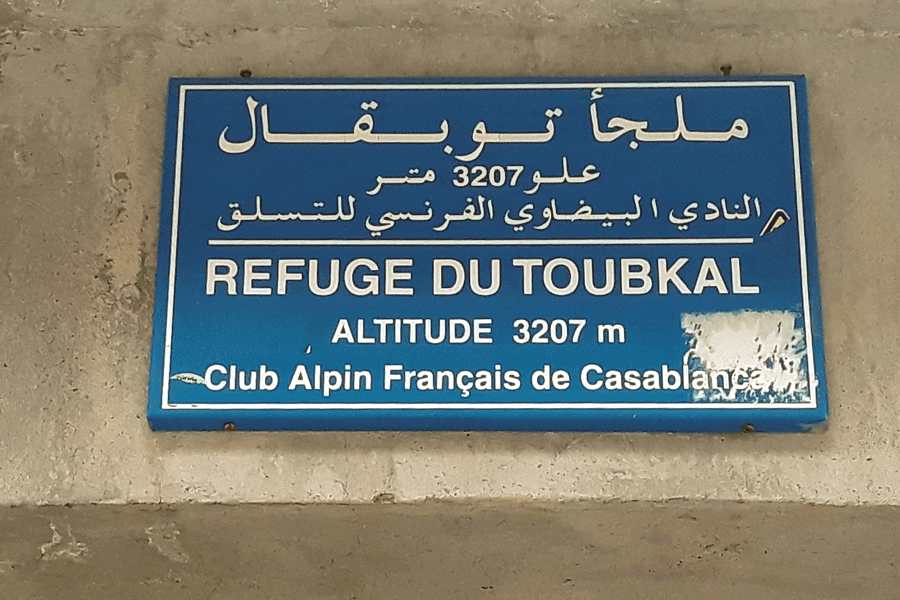 ملجأ توبقال
علو 3207 متر
النادي البيضاوي الفرنسي للتسلق
REFUGE DU TOUBKAL
ALTITUDE 3207 m
Club Alpin Français de Casablanca